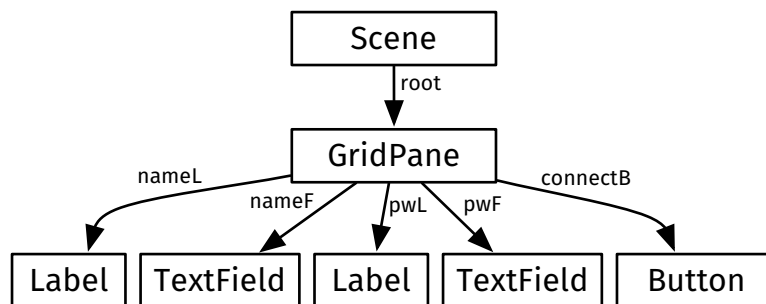 Scene
root
GridPane
nameL
nameF
pwL
pwF
connectB
Label
TextField
Label
TextField
Button